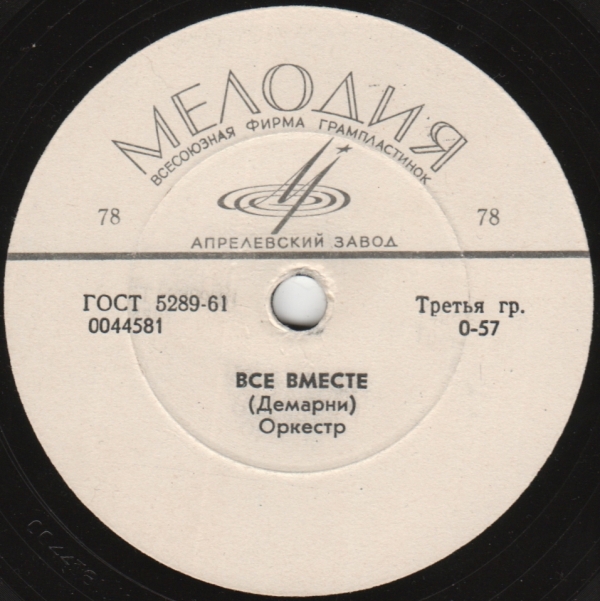 МЕЛОДИЯ
ВСЕСОЮЗНАЯ ФИРМА ГРАМПЛАСТИНОК
78
78
АПРЕЛЕВСКИЙ ЗАВОД
ГОСТ 5289-61
0044581
Третья гр.
0-57
ВСЕ ВМЕСТЕ
(Демарни)
Оркестр